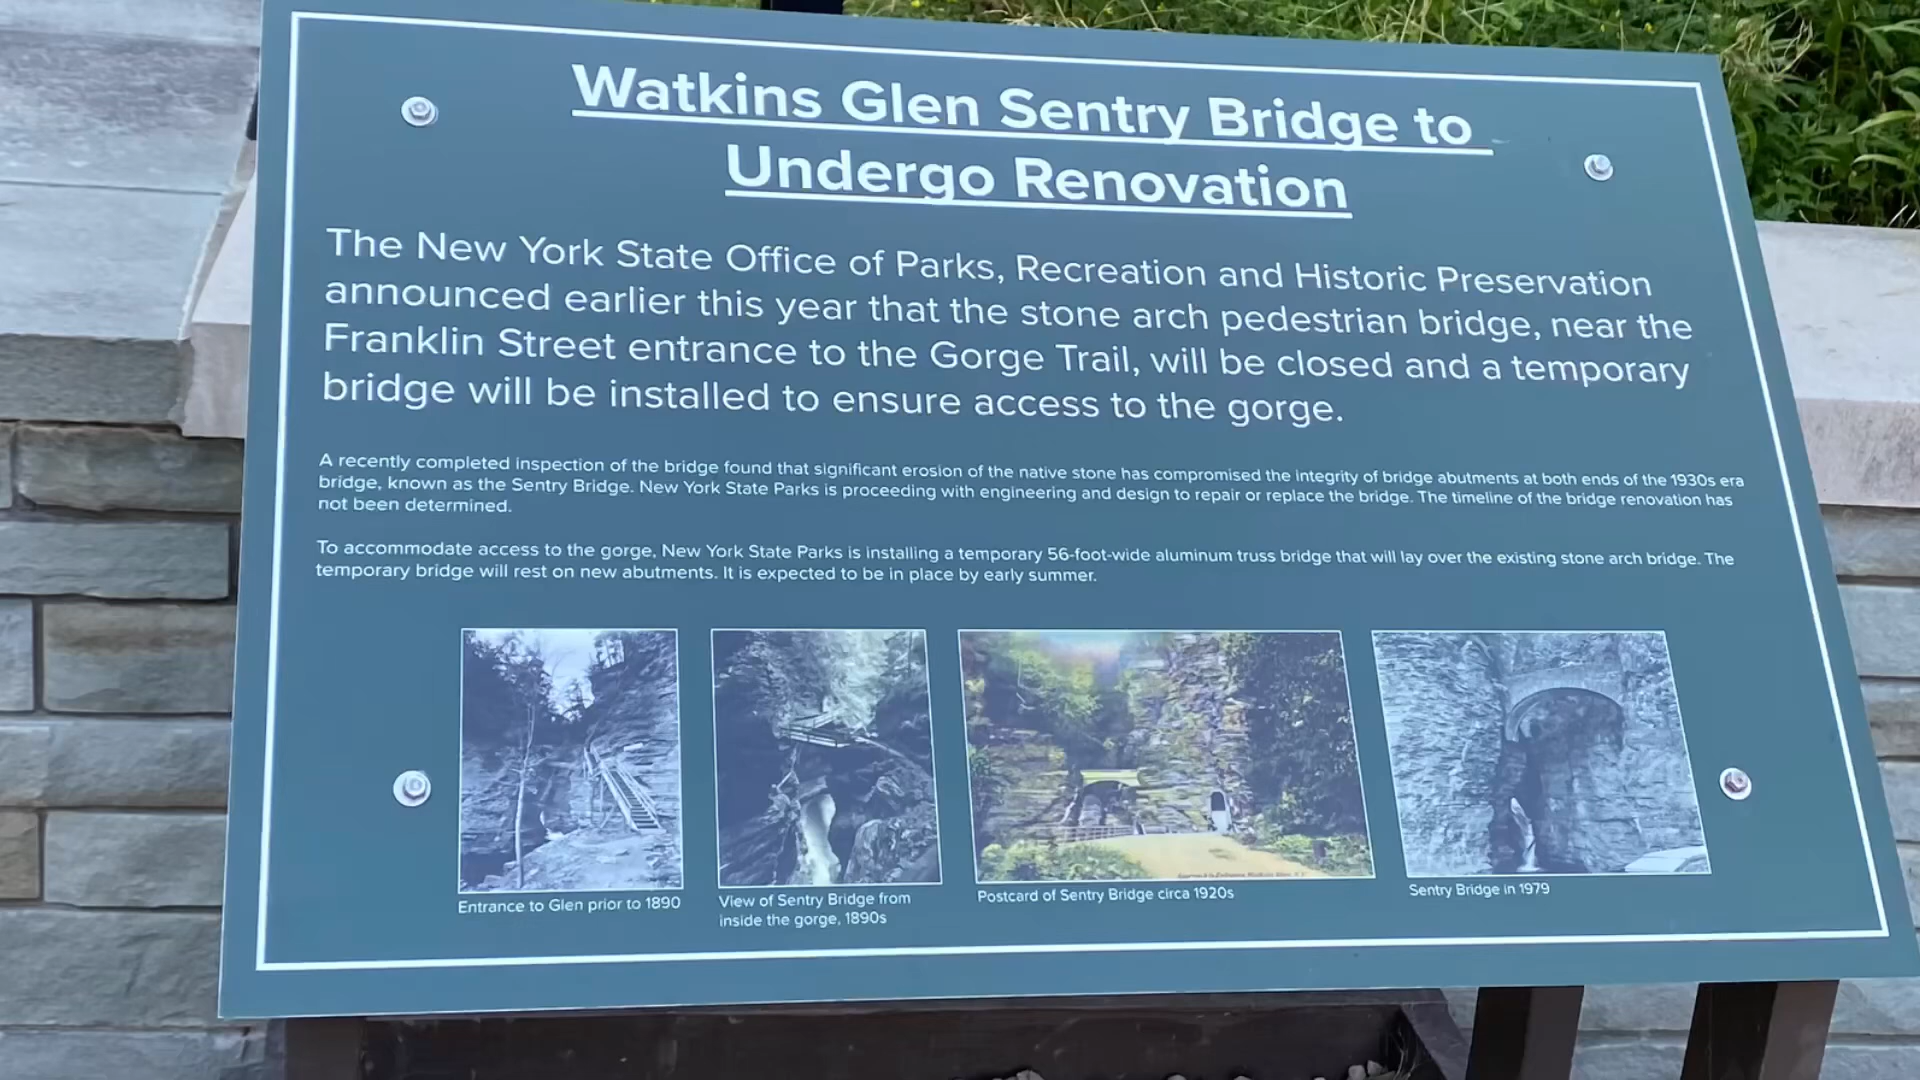 Watkins Glen Sentry Bridge to
Undergo Renovation
The New York State Office of Parks, Recreation and Historic Preservation
announced earlier this year that the stone arch pedestrian bridge, near the
Franklin Street entrance to the Gorge Trail, will be closed and a temporary
bridge will be installed to ensure access to the gorge.
A recently completed inspection of the bridge found that significant erosion of the native stone has compromised the integrity of bridge abutments at both ends of the 1930s era
bridge, known as the Sentry Bridge. New York State Parks is proceeding with engineering and design to repair or replace the bridge. The timeline of the bridge renovation has
not been determined.
To accommodate access to the gorge, New York State Parks is installing a temporary 56-foot-wide aluminum truss bridge that will lay over the existing stone arch bridge. The
temporary bridge will rest on new abutments. It is expected to be in place by early summer.
Entrance to Glen prior to 1890
View of Sentry Bridge from
inside the gorge, 1890s
Postcard of Sentry Bridge circa 1920s
Sentry Bridge in 1979